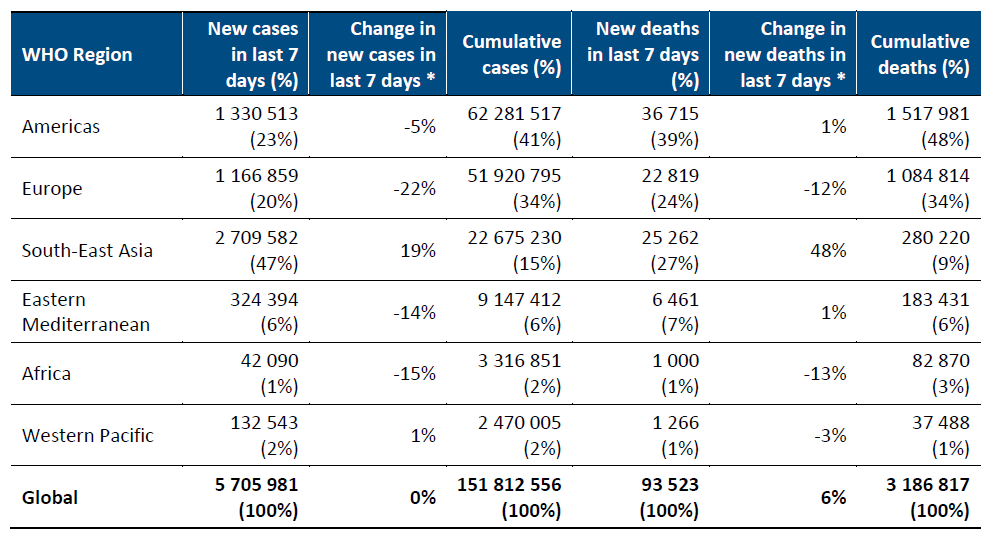 WHO Region
New cases
in last 7
days (%)
Change in
new cases in
last 7 days *
Cumulative
cases (%)
New deaths
in last 7 days
(%)
Change in
new deaths in
last 7 days *
Cumulative
deaths (%)
Americas
1 330 513
(23%)
-5%
62 281 517
(41%)
36 715
(39%)
1%
1 517 981
(48%)
Europe
1 166 859
(20%)
-22%
51 920 795
(34%)
22 819
(24%)
-12%
1 084 814
(34%)
South-East Asia
2 709 582
(47%)
19%
22 675 230
(15%)
25 262
(27%)
48%
280 220
(9%)
Eastern
Mediterranean
324 394
(6%)
-14%
9 147 412
(6%)
6 461
(7%)
1%
183 431
(6%)
Africa
42 090
(1%)
-15%
3 316 851
(2%)
1 000
(1%)
-13%
82 870
(3%)
Western Pacific
132 543
(2%)
1%
2 470 005
(2%)
1 266
(1%)
-3%
37 488
(1%)
Global
5 705 981
(100%)
0%
151 812 556
(100%)
93 523
(100%)
6%
3 186 817
(100%)